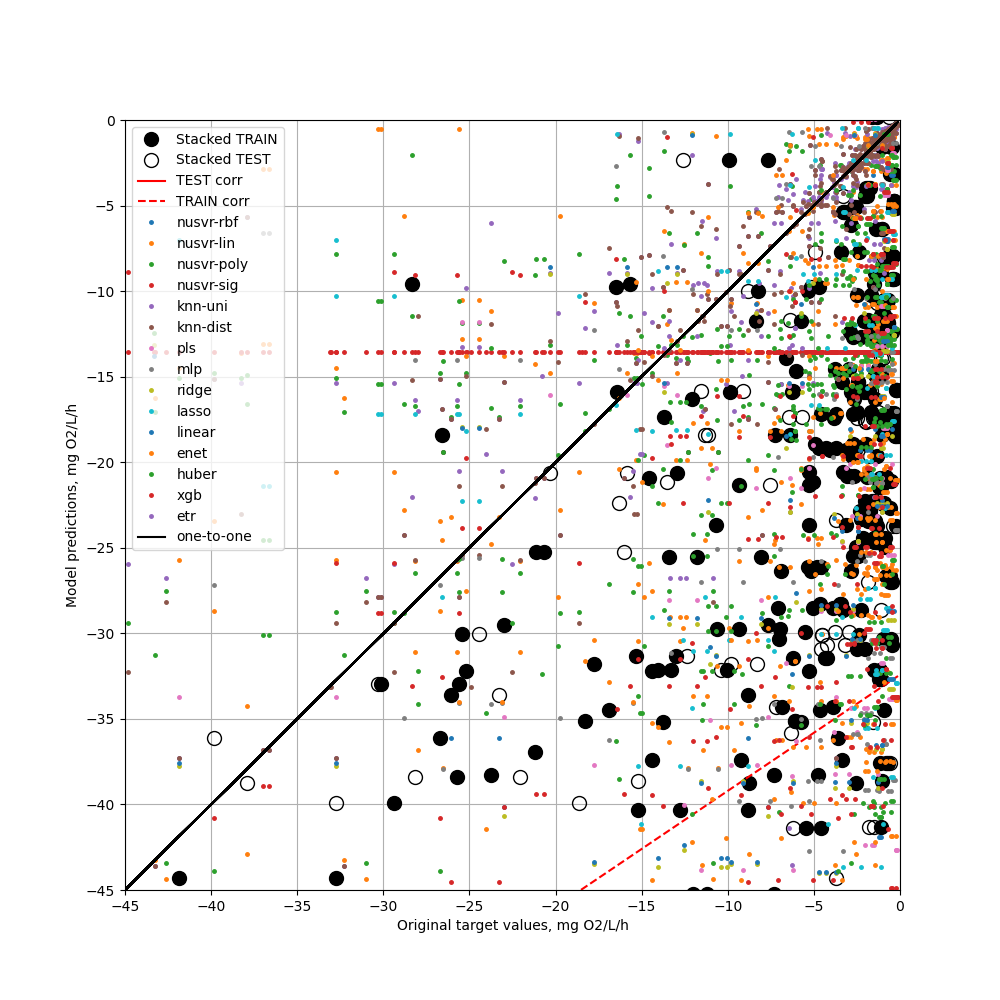 0
−5
−10
−15
−20
−25
−30
−35
−40
−45
Model predictions, mg O2/L/h
Stacked TRAIN
Stacked TEST
TEST corr
TRAIN corr
nusvr-rbf
nusvr-lin
nusvr-poly
nusvr-sig
knn-uni
knn-dist
pls
mlp
ridge
lasso
linear
enet
huber
xgb
etr
one-to-one
−45 −40 −35 −30 −25 −20 −15 −10 −5 0
Original target values, mg O2/L/h